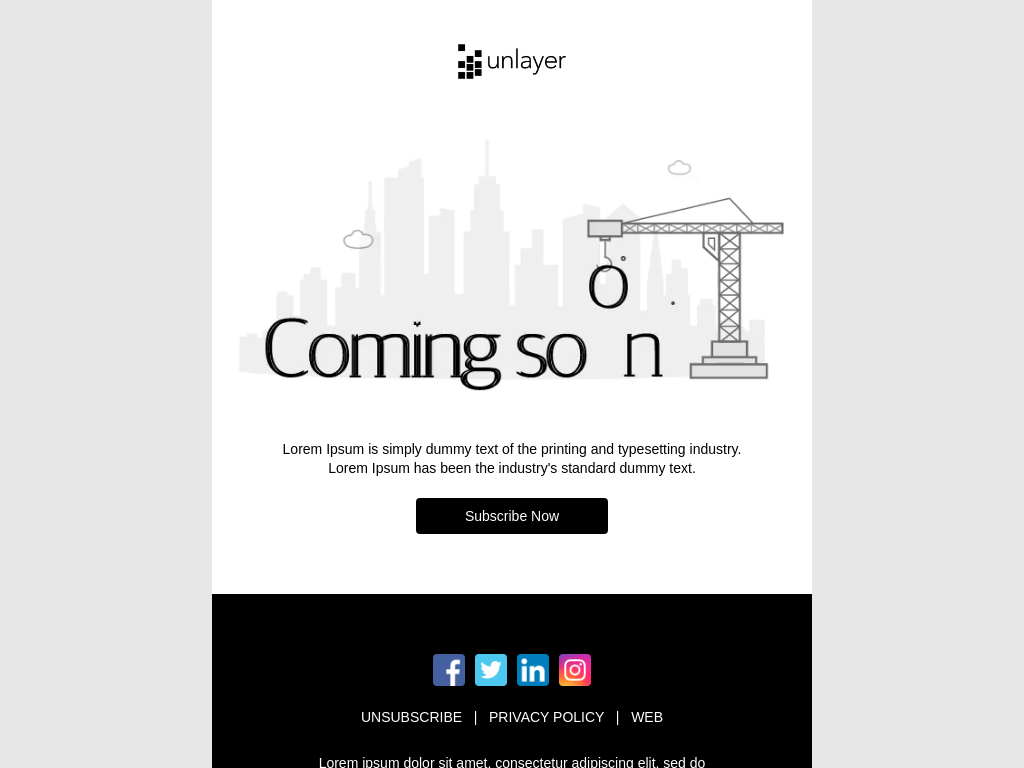 unlayer
Coming soon
Lorem Ipsum is simply dummy text of the printing and typesetting industry.
Lorem Ipsum has been the industry's standard dummy text.
Subscribe Now
UNSUBSCRIBE | PRIVACY POLICY | WEB
Lorem ipsum dolor sit amet, consectetur adipiscing elit, sed do